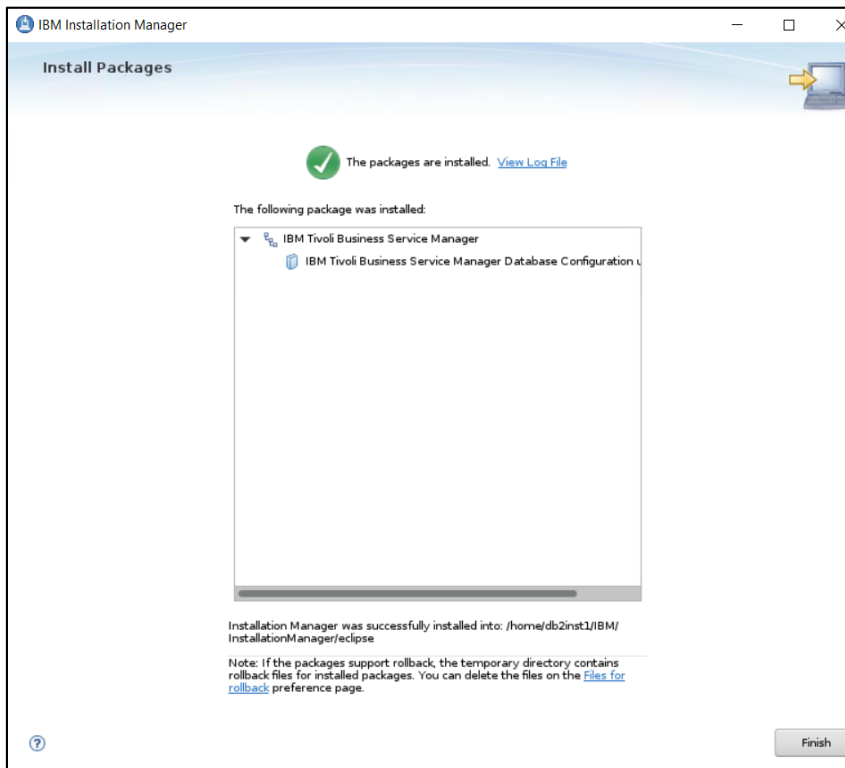 IBM Installation Manager
Install Packages
The packages are installed. View Log File
The following package was installed:
IBM Tivoli Business Service Manager
IBM Tivoli Business Service Manager Database Configuration u
Installation Manager was successfully installed into: /home/db2inst1/IBM/
InstallationManager/eclipse
Note: If the packages support rollback, the temporary directory contains
rollback files for installed packages. You can delete the files on the Files for
rollback preference page.
?
Finish